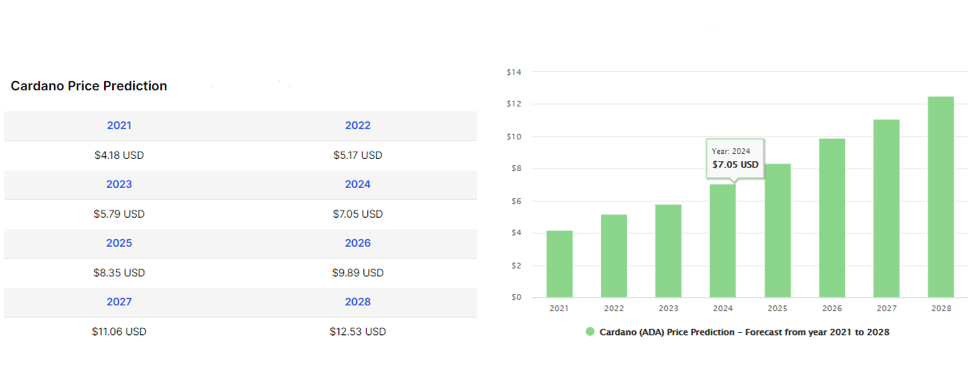 Cardano Price Prediction
2021 2022
$4.18 USD $5.17 USD
2023 2024
$5.79 USD $7.05 USD
2025 2026
$8.35 USD $9.89 USD
2027 2028
$11.06 USD $12.53 USD
$14
$12
$10
$8
$6
$4
$2
$0
Year: 2024
$7.05 USD
2021 2022 2023 2024 2025 2026 2027 2028
Cardano (ADA) Price Prediction – Forecast from year 2021 to 2028